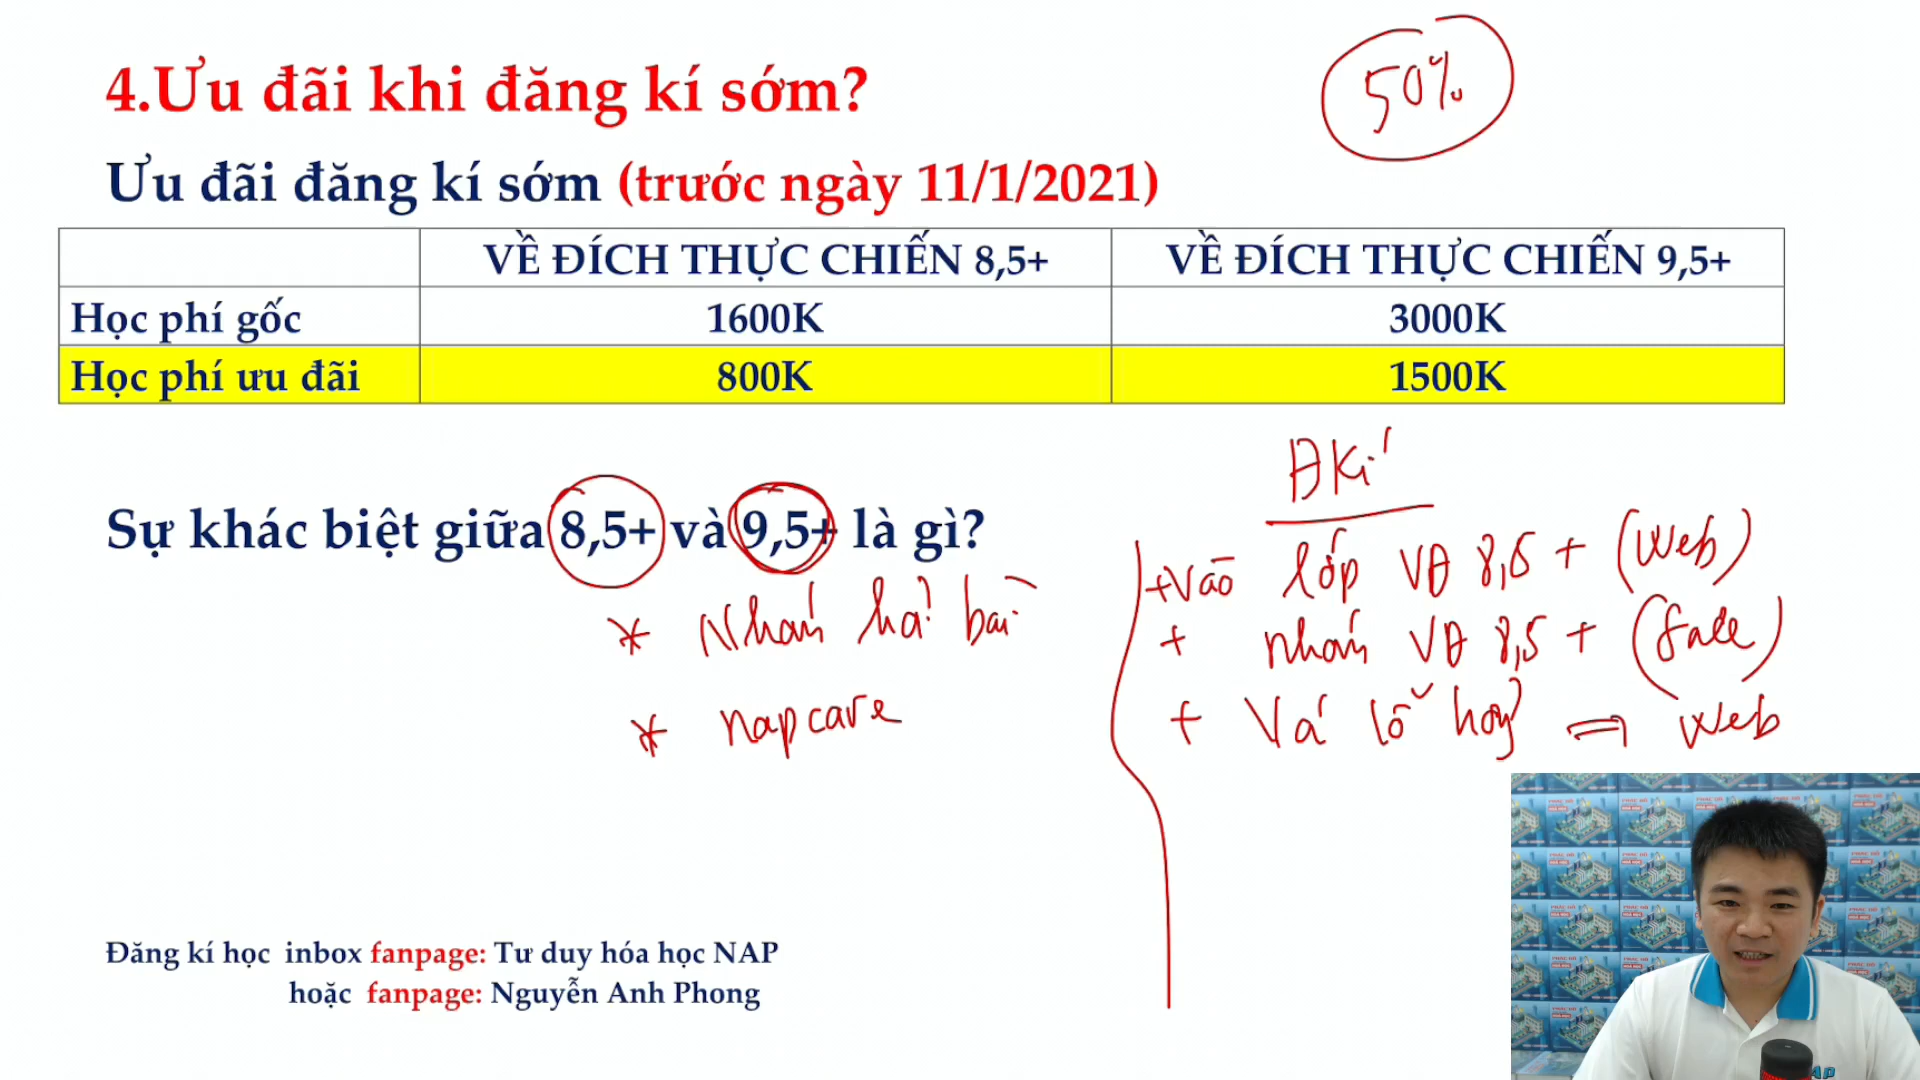 50%
4.Ưu đãi khi đăng kí sớm?
Ưu đãi đăng kí sớm (trước ngày 11/1/2021)
VỀ ĐÍCH THỰC CHIẾN 8,5+ VỀ ĐÍCH THỰC CHIẾN 9,5+
Học phí gốc 1600K 3000K
Học phí ưu đãi 800K 1500K
Đkí
Sự khác biệt giữa 8,5+ và 9,5+ là gì?
+ Vào lớp VĐ 8,5 + (Web)
* Nhóm hỏi bài
+ nhóm VĐ 8,5 + (face)
* napcare
+ Vá lỗ hổng ⇒ Web
Đăng kí học inbox fanpage: Tư duy hóa học NAP
hoặc fanpage: Nguyễn Anh Phong